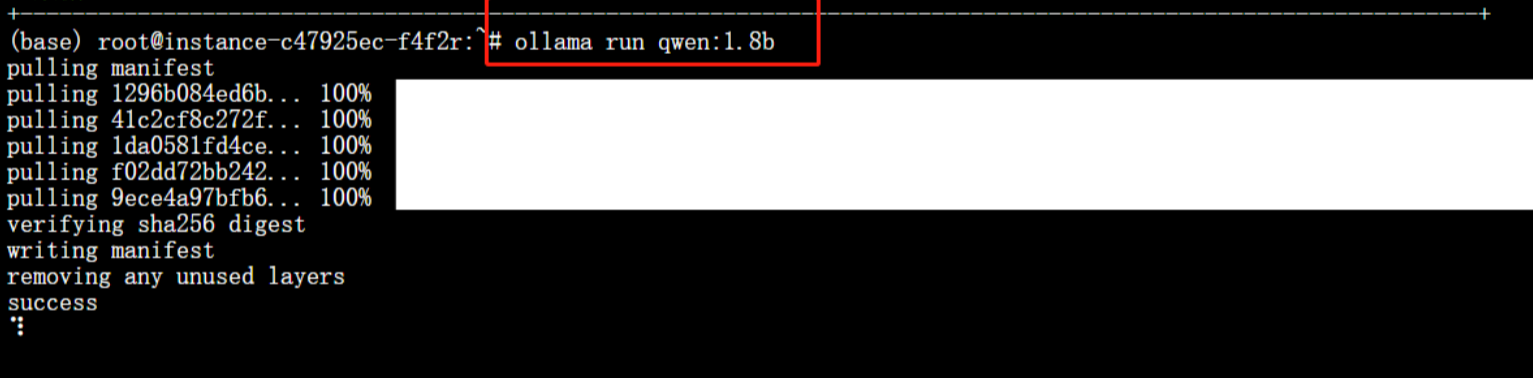 (base) root@instance-c47925ec-f4f2r:~# ollama run qwen:1.8b
pulling manifest
pulling 1296b084ed6b... 100%
pulling 41c2cf8c272f... 100%
pulling 1da0581fd4ce... 100%
pulling f02dd72bb242... 100%
pulling 9ece4a97bfb6... 100%
verifying sha256 digest
writing manifest
removing any unused layers
success